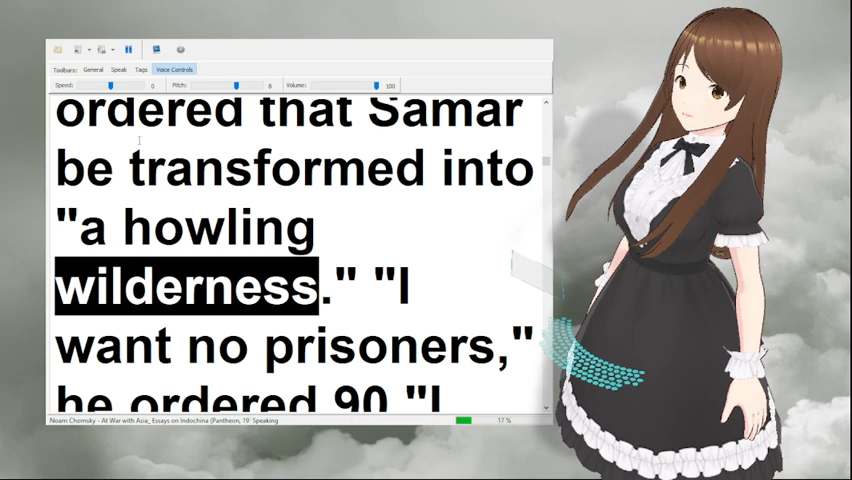 Toolbars: General Speak Tags Voice Controls
Speed: 0 Pitch: 8 Volume: 100
ordered that Samar
be transformed into
"a howling
wilderness." "I
want no prisoners,"
he ordered 90 "I
Noam Chomsky - At War with Asia_ Essays on Indochina (Pantheon, 19 Speaking 17 %